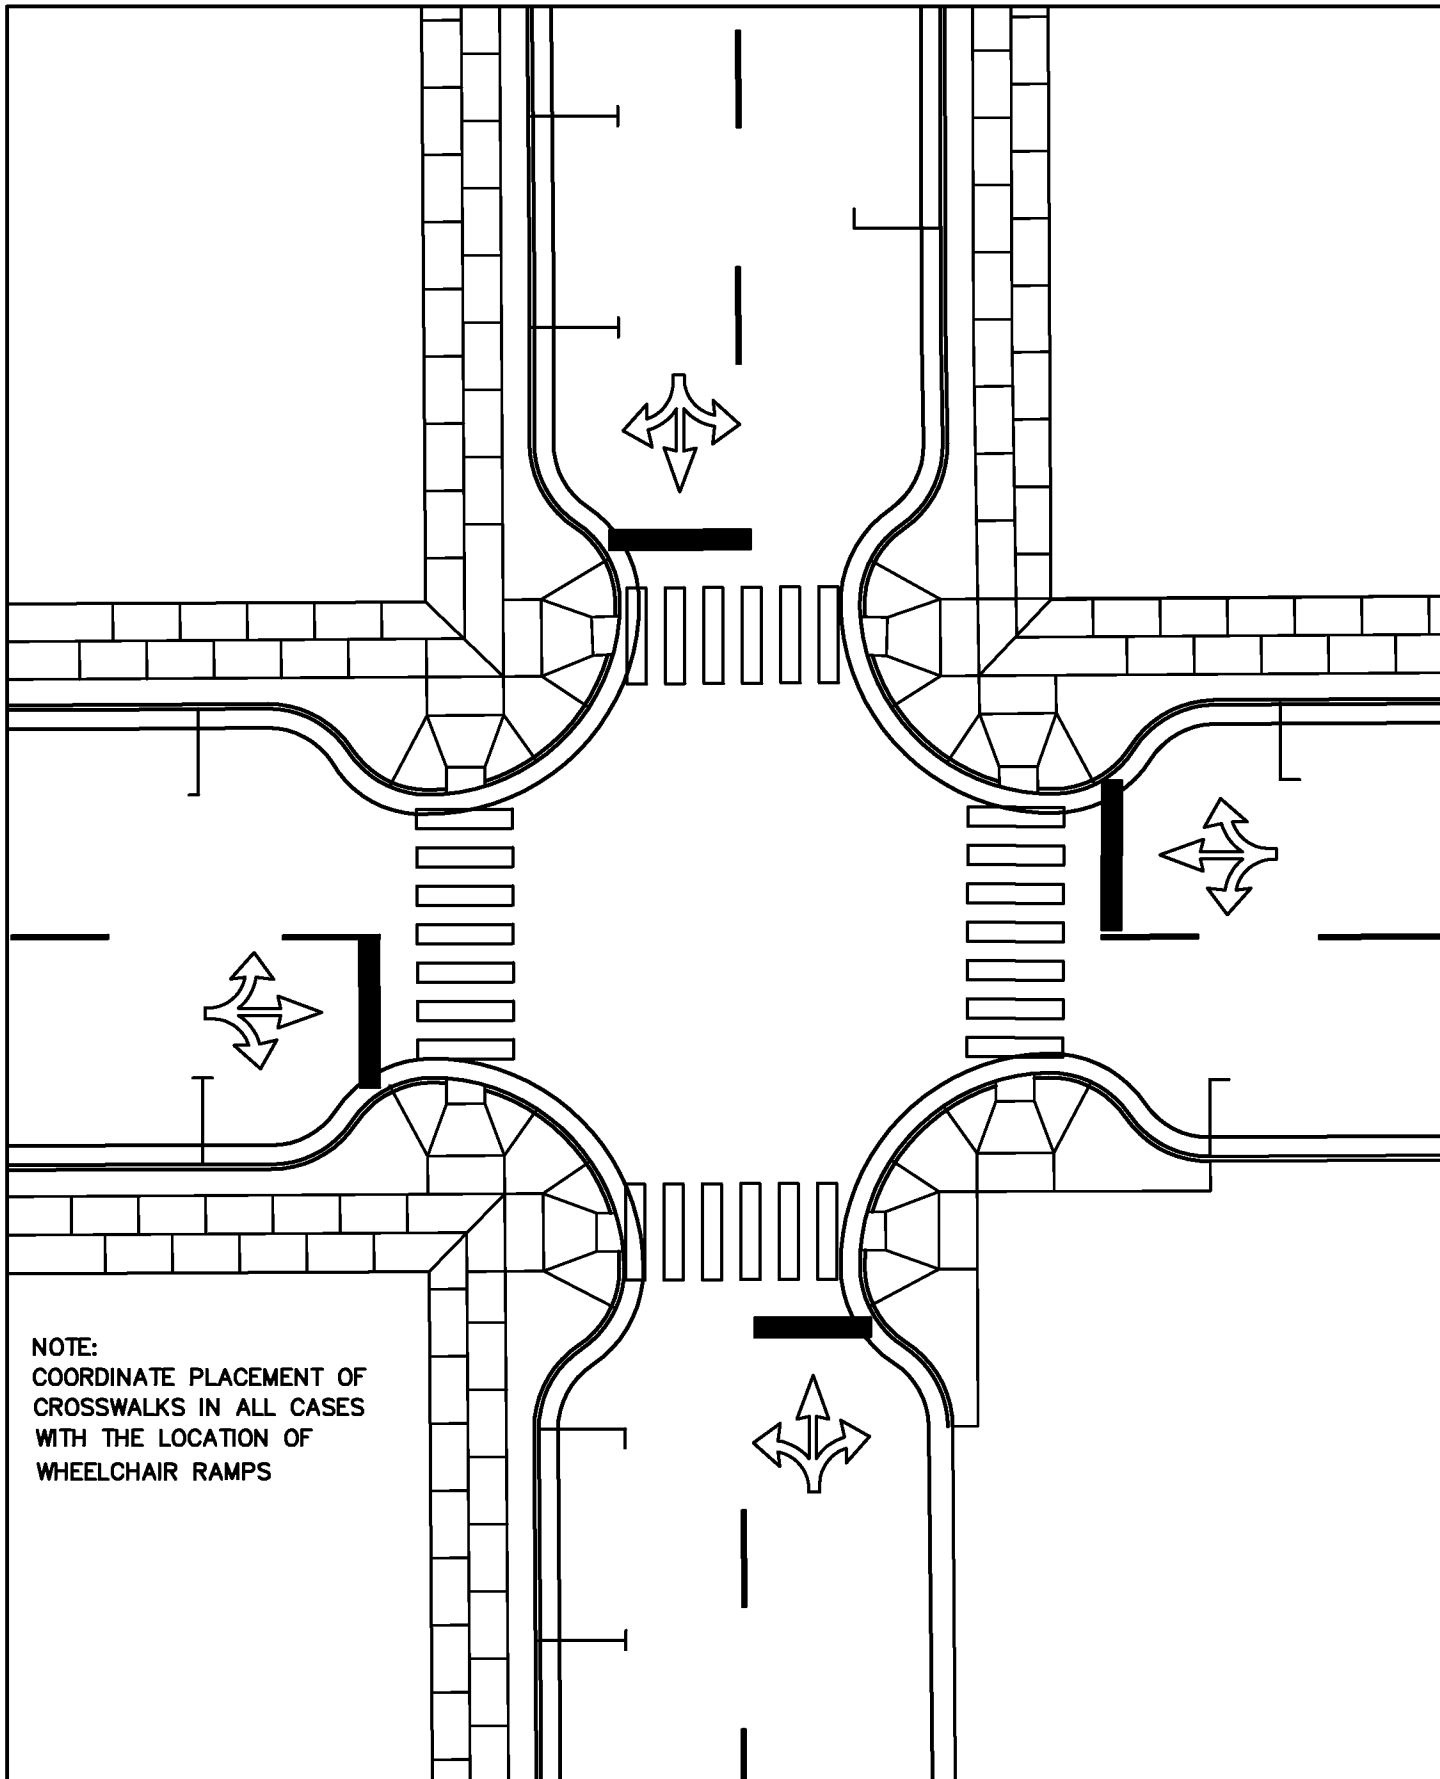 NOTE:
COORDINATE PLACEMENT OF
CROSSWALKS IN ALL CASES
WITH THE LOCATION OF
WHEELCHAIR RAMPS